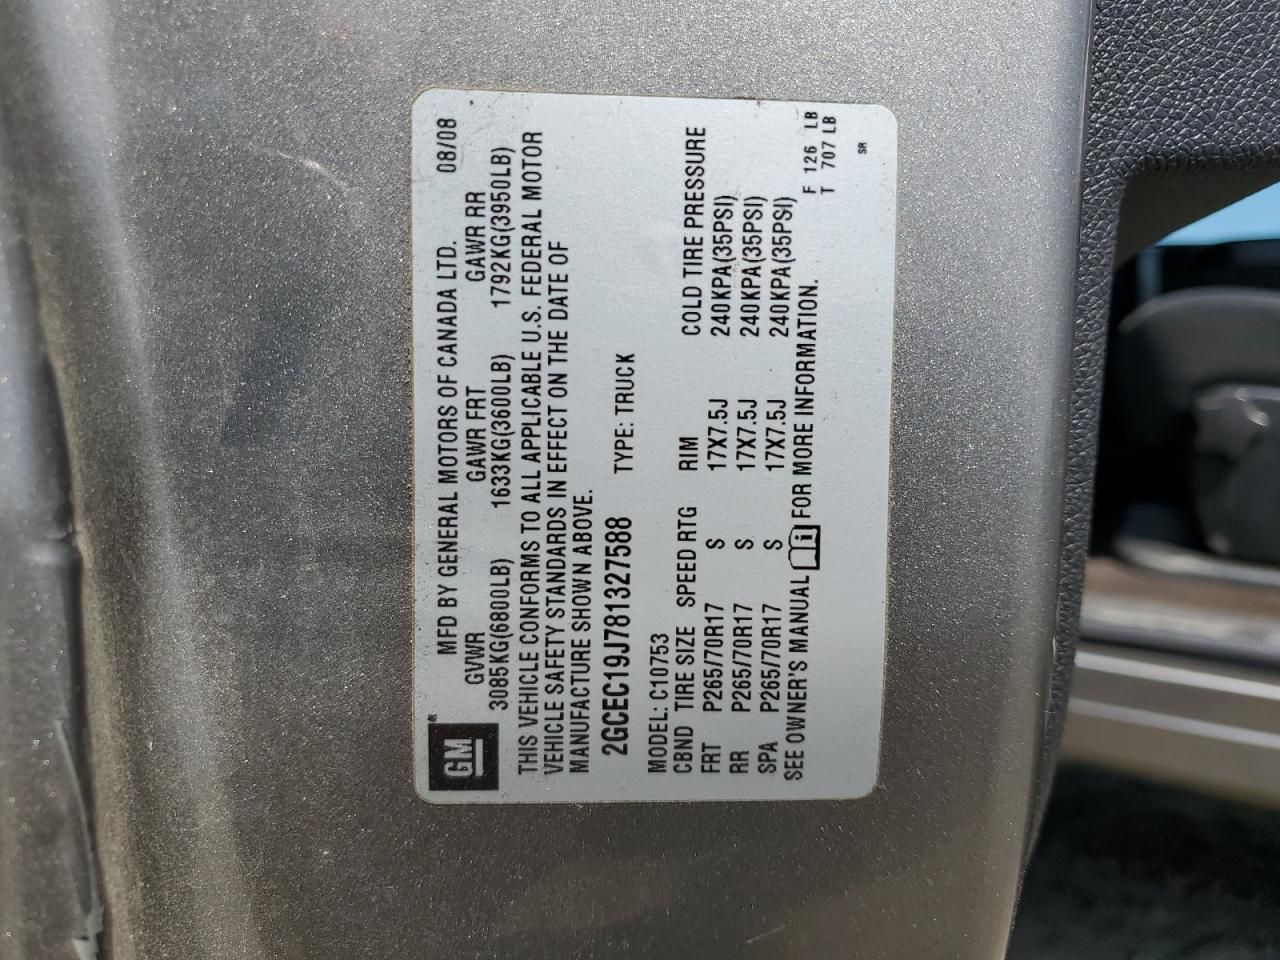 GM®
MFD BY GENERAL MOTORS OF CANADA LTD. 08/08
GVWR GAWR FRT GAWR RR
3085KG(6800LB) 1633KG(3600LB) 1792KG(3950LB)
THIS VEHICLE CONFORMS TO ALL APPLICABLE U.S. FEDERAL MOTOR
VEHICLE SAFETY STANDARDS IN EFFECT ON THE DATE OF
MANUFACTURE SHOWN ABOVE.
2GCEC19J781327588 TYPE: TRUCK
MODEL: C10753
CBND TIRE SIZE SPEED RTG RIM COLD TIRE PRESSURE
FRT P265/70R17 S 17X7.5J 240KPA(35PSI)
RR P265/70R17 S 17X7.5J 240KPA(35PSI)
SPA P265/70R17 S 17X7.5J 240KPA(35PSI)
SEE OWNER'S MANUAL FOR MORE INFORMATION.
F 126 LB
T 707 LB
SR